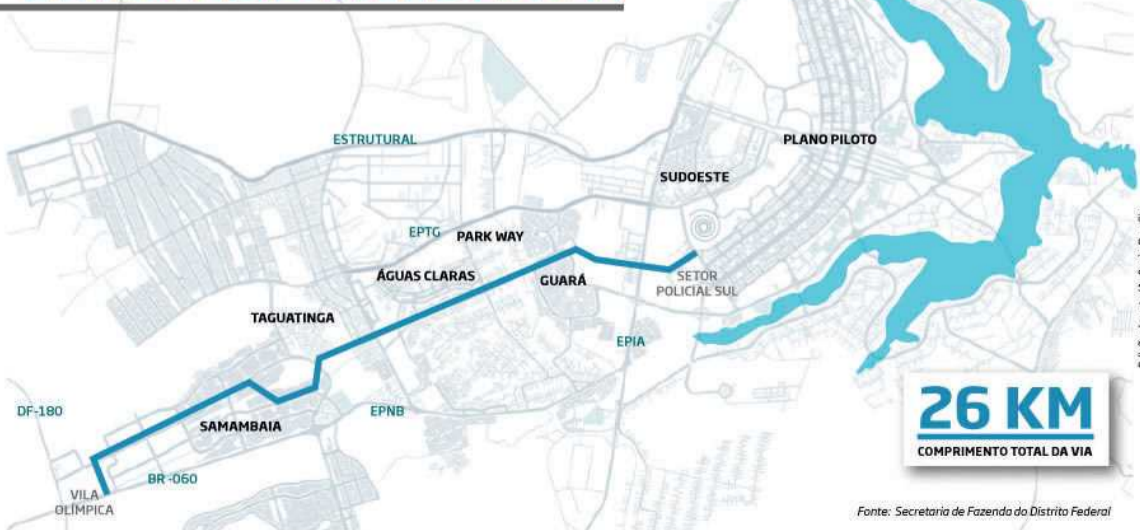 ESTRUTURAL
PLANO PILOTO
SUDOESTE
EPTG
PARK WAY
ÁGUAS CLARAS
GUARÁ
SETOR
POLICIAL SUL
TAGUATINGA
EPIA
DF-180
EPNB
SAMAMBAIA
BR -060
VILA
OLÍMPICA
26 KM
COMPRIMENTO TOTAL DA VIA
Fonte: Secretaria de Fazenda do Distrito Federal